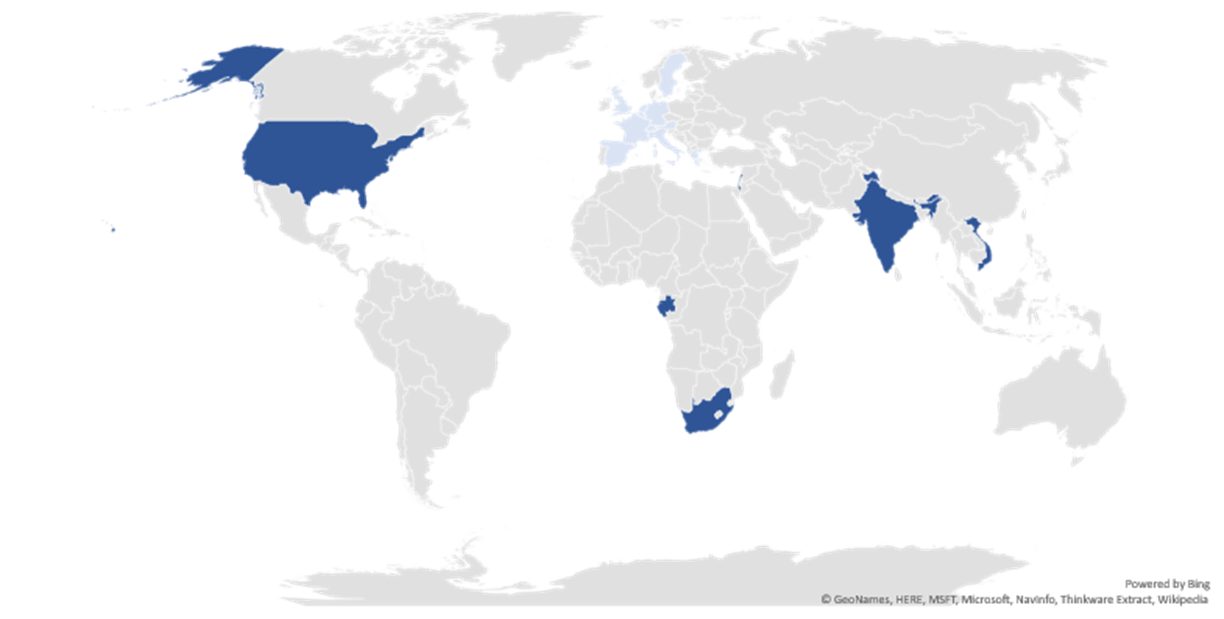 Powered by Bing
© GeoNames, HERE, MSFT, Microsoft, NavInfo, Thinkware Extract, Wikipedia